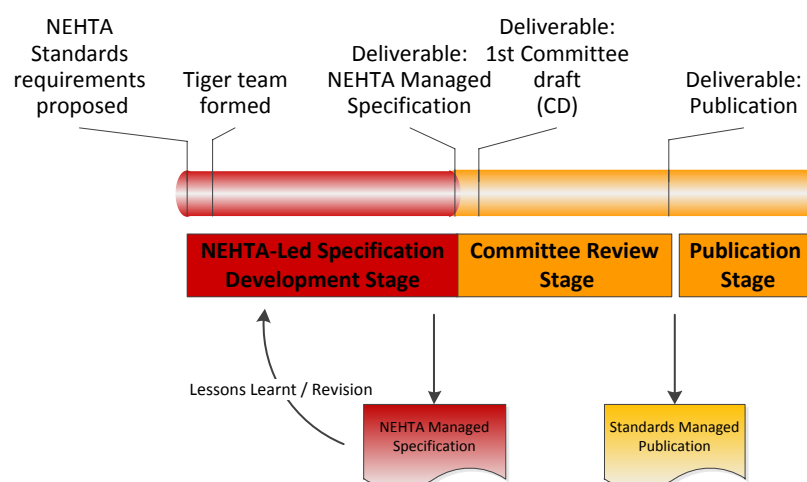 NEHTA
Standards
requirements
proposed
Tiger team
formed
Deliverable:
NEHTA Managed
Specification
Deliverable:
1st Committee
draft
(CD)
Deliverable:
Publication
NEHTA-Led Specification
Development Stage
Committee Review
Stage
Publication
Stage
Lessons Learnt / Revision
NEHTA Managed
Specification
Standards Managed
Publication